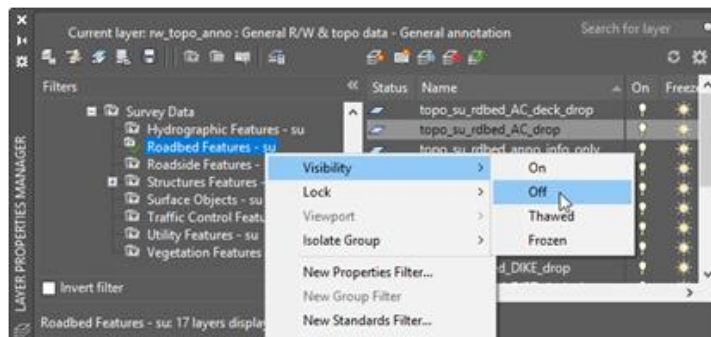 Current layer: rw_topo_anno : General R/W & topo data - General annotation
Search for layer
Filters
Status Name On Freeze
Survey Data
Hydrographic Features - su
Roadbed Features - su
Roadside Features -
Structures Features -
Surface Objects - su
Traffic Control Featu
Utility Features - su
Vegetation Features
topo_su_rdbed_AC_deck_drop
topo_su_rdbed_AC_drop
topo_su_rdbed_anno_info_only
Visibility
Lock
Viewport
Isolate Group
New Properties Filter...
New Group Filter
New Standards Filter...
On
Off
Thawed
Frozen
ed_DIKE_drop
Invert filter
Roadbed Features - su: 17 layers display
LAYER PROPERTIES MANAGER